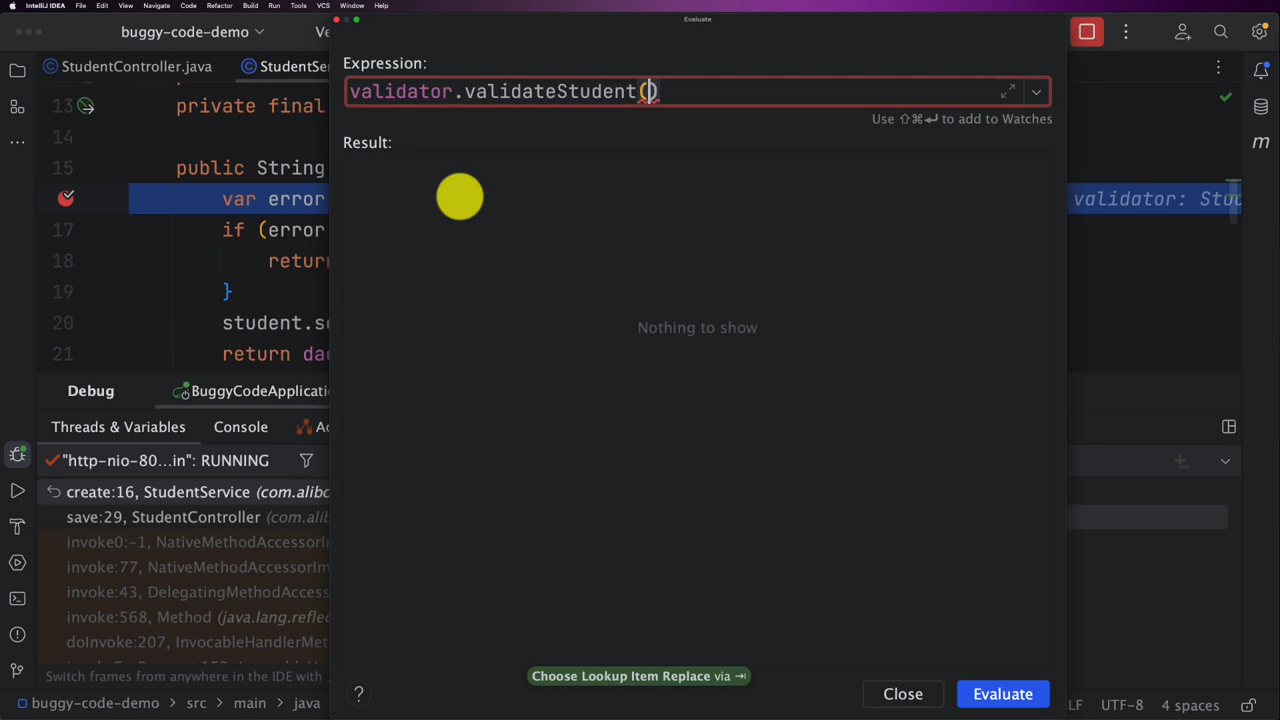 IntelliJ IDEA File Edit View Navigate Code Refactor Build Run Tools VCS Window Help
Evaluate
buggy-code-demo
Ve
StudentController.java
StudentSe
Expression:
validator.validateStudent()
Use ⇧⌘↵ to add to Watches
Result:
13 private final
14
15 public String
var error
validator: Stud
17 if (error
18 return
19 }
20 student.s
21 return da
Nothing to show
Debug
BuggyCodeApplicati
Threads & Variables
Console
"http-nio-80…in": RUNNING
create:16, StudentService (com.alib
save:29, StudentController (com.alib
invoke0:-1, NativeMethodAccessorIn
invoke:77, NativeMethodAccessorIm
invoke:43, DelegatingMethodAccess
invoke:568, Method (java.lang.refle
doInvoke:207, InvocableHandlerMet
Switch frames from anywhere in the IDE with
Choose Lookup Item Replace via ⇥
?
Close
Evaluate
buggy-code-demo > src > main > java
LF UTF-8 4 spaces
m